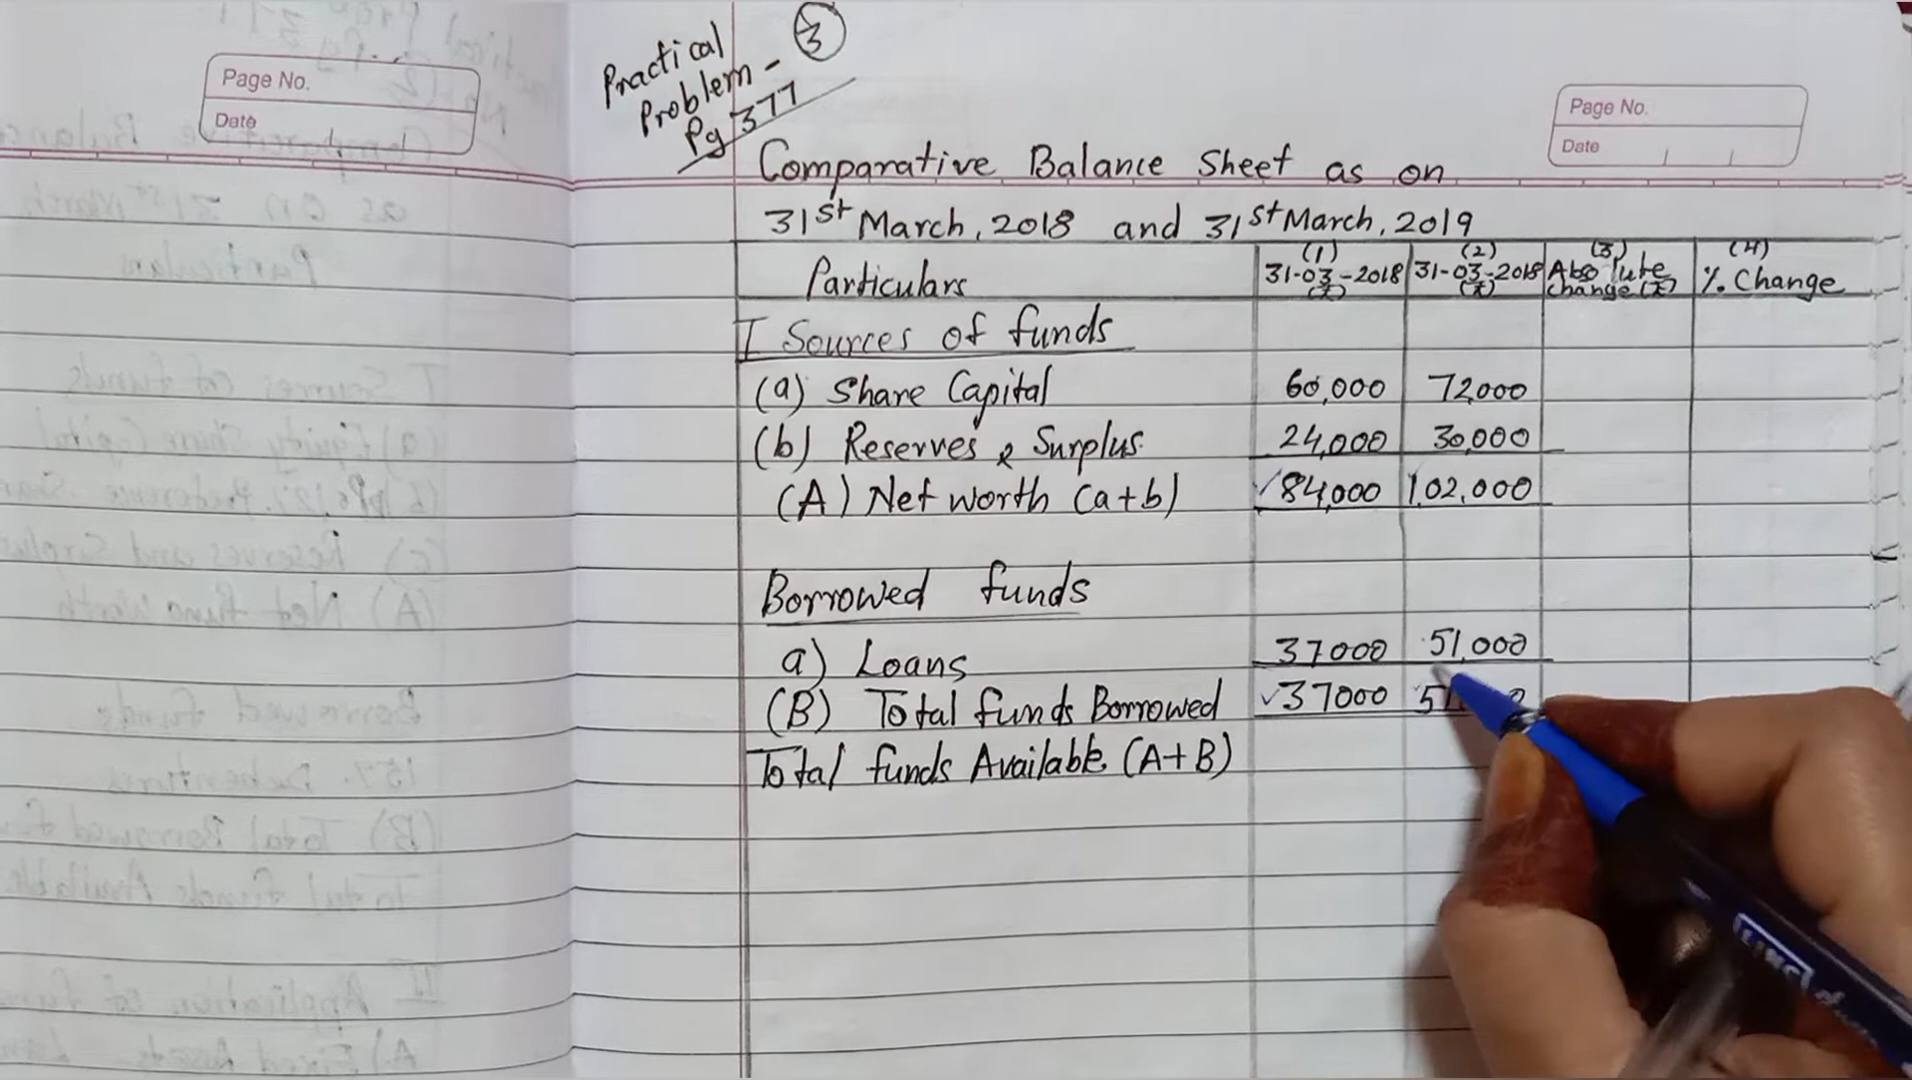 Page No.
Date
Practical
Problem - 3
Pg 377
Page No.
Date
Comparative Balance Sheet as on
31st March, 2018 and 31st March, 2019
(1) (2) (3) (4)
Particulars 31-03-2018 (₹) 31-03-2018 (₹) Absolute Change (₹) % Change
I Sources of funds
(a) Share Capital 60,000 72,000
(b) Reserves & Surplus 24,000 30,000
(A) Net worth (a+b) 84,000 1,02,000
Borrowed funds
a) Loans 37000 51,000
(B) Total funds Borrowed 37000
Total funds Available (A+B)